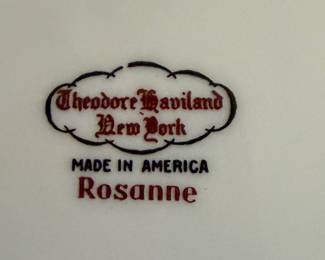 Theodore Haviland
New York
MADE IN AMERICA
Rosanne